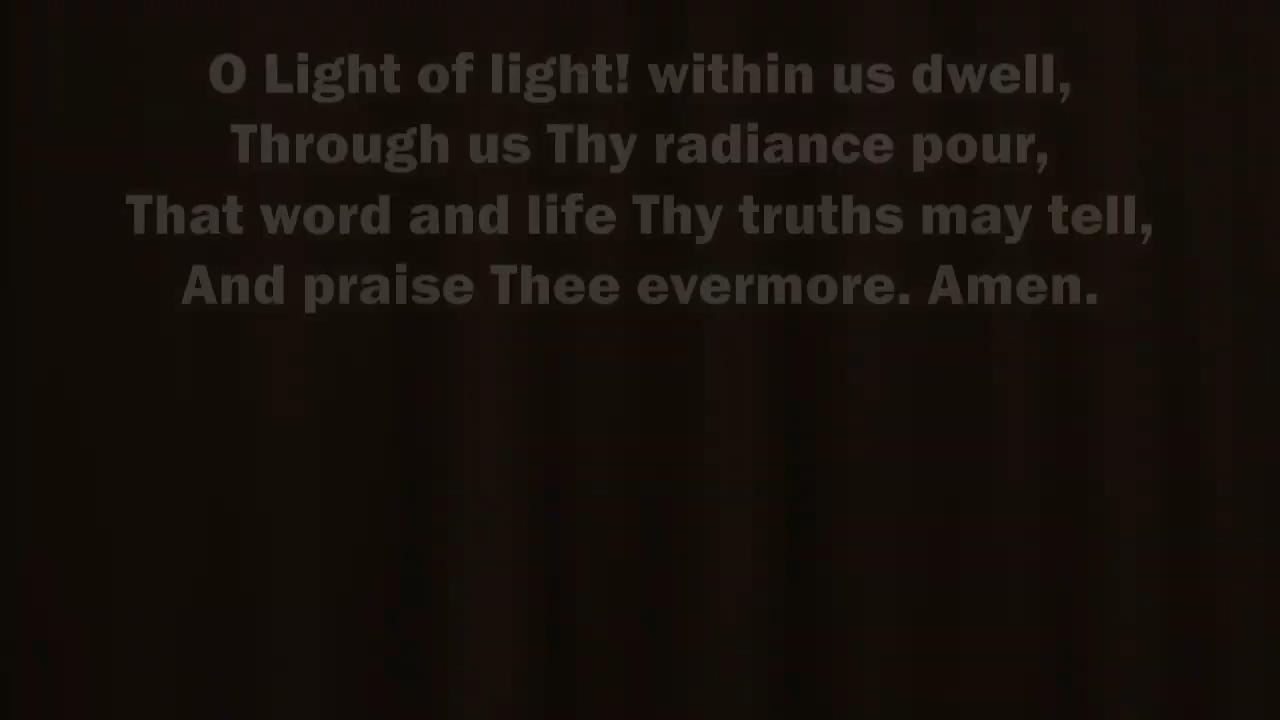 O Light of light! within us dwell,
Through us Thy radiance pour,
That word and life Thy truths may tell,
And praise Thee evermore. Amen.